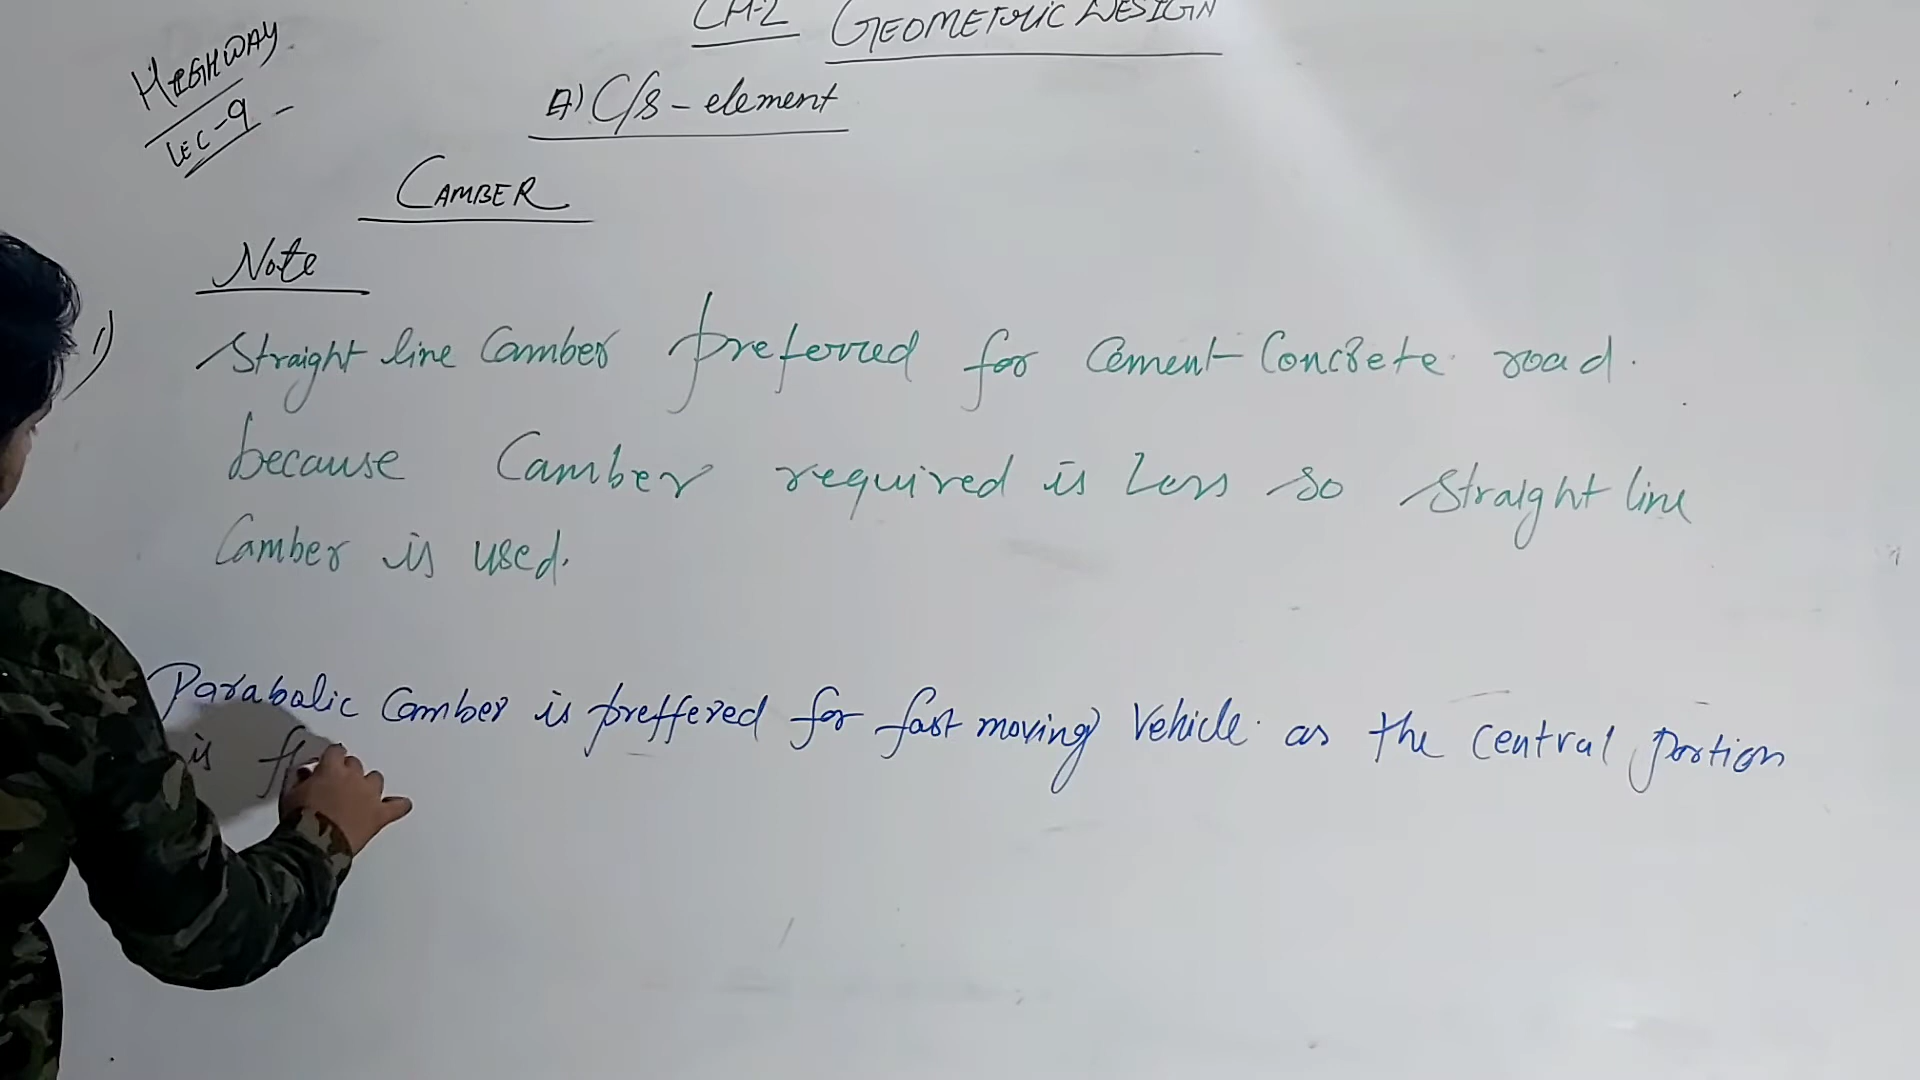 CH-2 GEOMETRIC DESIGN
HIGHWAY
LEC-9
A) C/s - element
CAMBER
Note
1)
Straight line Camber preferred for Cement Concrete road.
because Camber required is Less so Straight line
Camber is used.
Parabolic Camber is preffered for fast moving Vehicle as the central portion
is